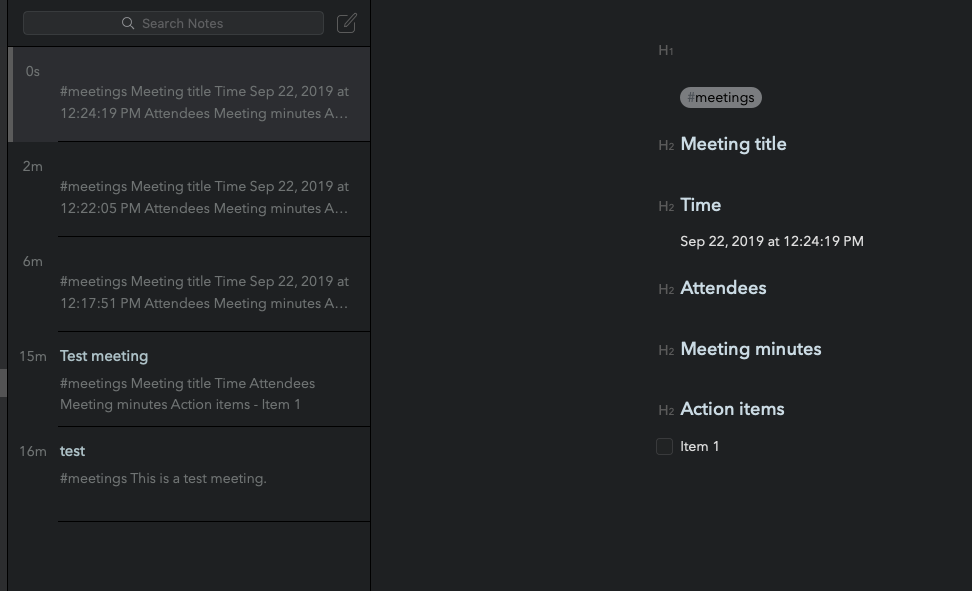 Search Notes
0s
#meetings Meeting title Time Sep 22, 2019 at
12:24:19 PM Attendees Meeting minutes A...
2m
#meetings Meeting title Time Sep 22, 2019 at
12:22:05 PM Attendees Meeting minutes A...
6m
#meetings Meeting title Time Sep 22, 2019 at
12:17:51 PM Attendees Meeting minutes A...
15m Test meeting
#meetings Meeting title Time Attendees
Meeting minutes Action items - Item 1
16m test
#meetings This is a test meeting.
H1
#meetings
H2 Meeting title
H2 Time
Sep 22, 2019 at 12:24:19 PM
H2 Attendees
H2 Meeting minutes
H2 Action items
Item 1